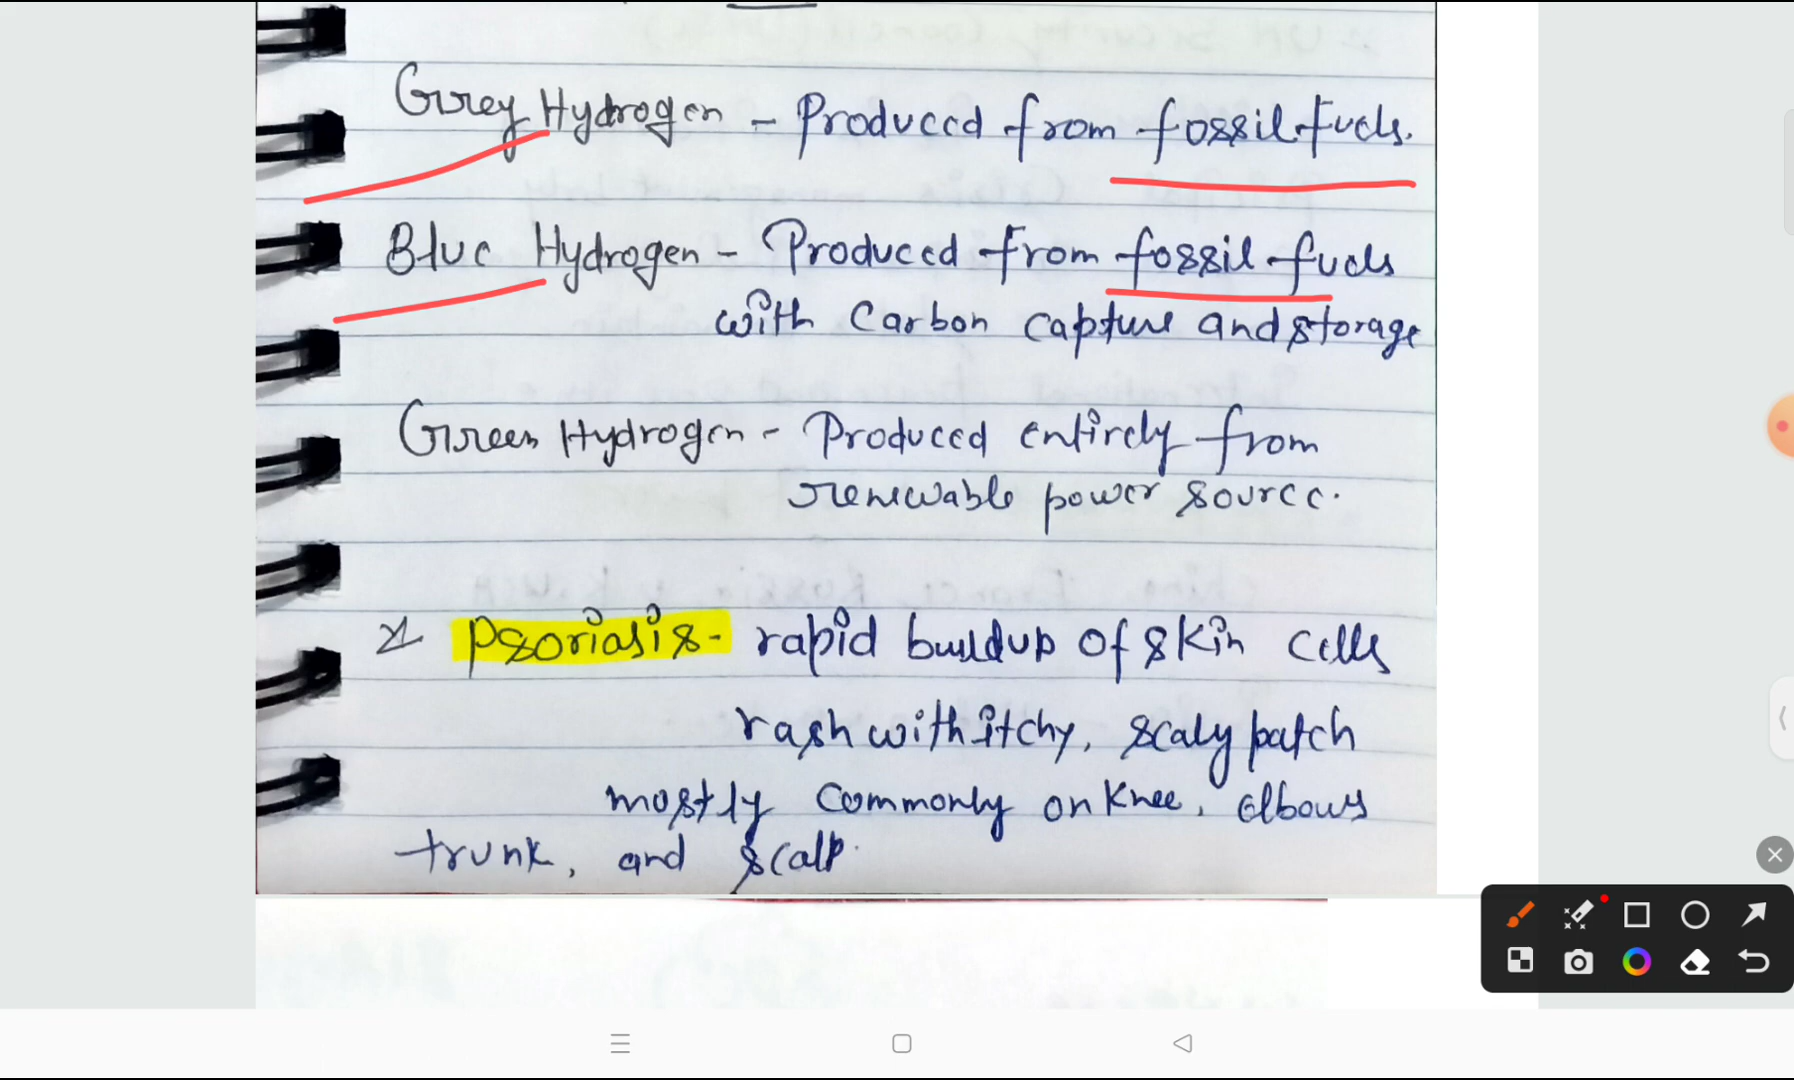 Grey Hydrogen - Produced from fossil fuels.
Blue Hydrogen - Produced from fossil fuels
with Carbon capture and storage
Green Hydrogen - Produced entirely from
renewable power source.
Psoriasis - rapid buildup of skin cells
rash with itchy, scaly patch
mostly commonly on knee, elbows
trunk, and scalp.